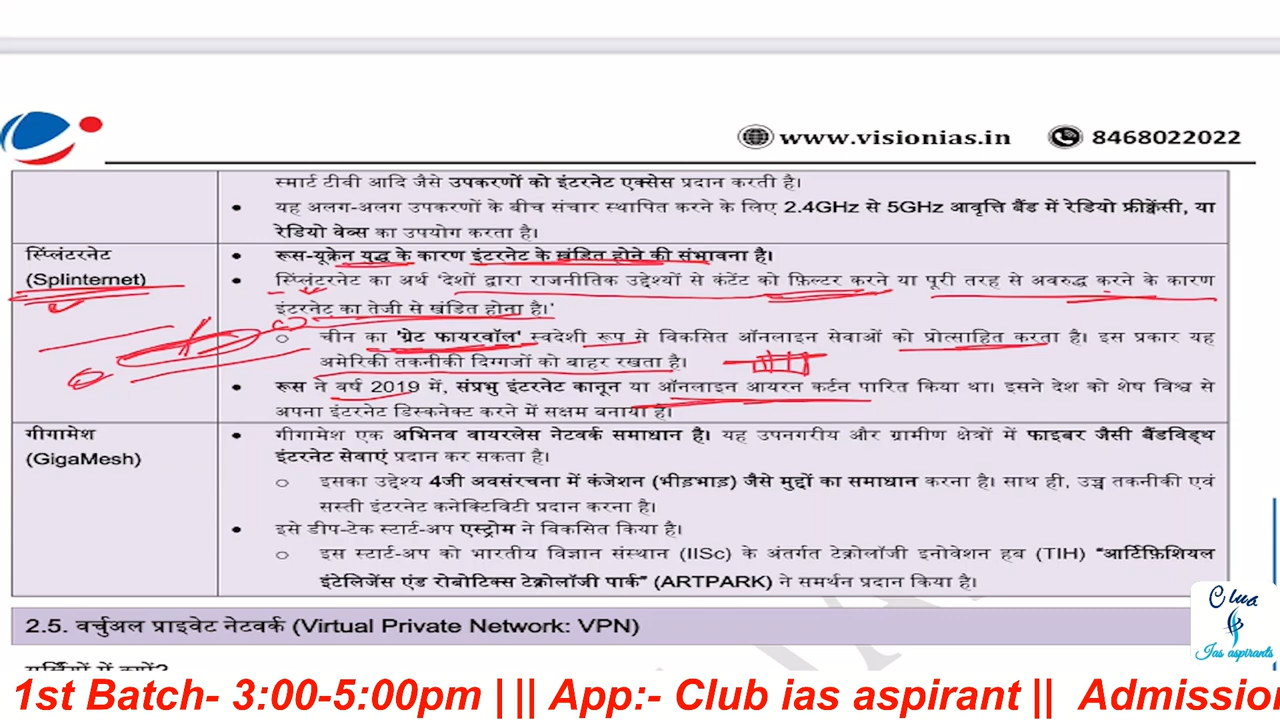 www.visionias.in 8468022022
स्मार्ट टीवी आदि जैसे उपकरणों को इंटरनेट एक्सेस प्रदान करती है।
• यह अलग-अलग उपकरणों के बीच संचार स्थापित करने के लिए 2.4GHz से 5GHz आवृत्ति बैंड में रेडियो फ्रीक्वेंसी, या
रेडियो वेव्स का उपयोग करता है।
स्प्लिंटरनेट
(Splinternet)
• रूस-यूक्रेन युद्ध के कारण इंटरनेट के खंडित होने की संभावना है।
• स्प्लिंटरनेट का अर्थ 'देशों द्वारा राजनीतिक उद्देश्यों से कंटेंट को फ़िल्टर करने या पूरी तरह से अवरुद्ध करने के कारण
इंटरनेट का तेजी से खंडित होना है।'
○ चीन का 'ग्रेट फायरवॉल' स्वदेशी रूप से विकसित ऑनलाइन सेवाओं को प्रोत्साहित करता है। इस प्रकार यह
अमेरिकी तकनीकी दिग्गजों को बाहर रखता है।
• रूस ने वर्ष 2019 में, संप्रभु इंटरनेट कानून या ऑनलाइन आयरन कर्टन पारित किया था। इसने देश को शेष विश्व से
अपना इंटरनेट डिस्कनेक्ट करने में सक्षम बनाया है।
गीगामेश
(GigaMesh)
• गीगामेश एक अभिनव वायरलेस नेटवर्क समाधान है। यह उपनगरीय और ग्रामीण क्षेत्रों में फाइबर जैसी बैंडविड्थ
इंटरनेट सेवाएं प्रदान कर सकता है।
○ इसका उद्देश्य 4जी अवसंरचना में कंजेशन (भीड़भाड़) जैसे मुद्दों का समाधान करना है। साथ ही, उच्च तकनीकी एवं
सस्ती इंटरनेट कनेक्टिविटी प्रदान करना है।
• इसे डीप-टेक स्टार्ट-अप एस्ट्रोम ने विकसित किया है।
○ इस स्टार्ट-अप को भारतीय विज्ञान संस्थान (IISc) के अंतर्गत टेक्नोलॉजी इनोवेशन हब (TIH) "आर्टिफ़िशियल
इंटेलिजेंस एंड रोबोटिक्स टेक्नोलॉजी पार्क" (ARTPARK) ने समर्थन प्रदान किया है।
2.5. वर्चुअल प्राइवेट नेटवर्क (Virtual Private Network: VPN)
सुर्ख़ियों में क्यों?
Club
Ias aspirants
1st Batch- 3:00-5:00pm | || App:- Club ias aspirant || Admission